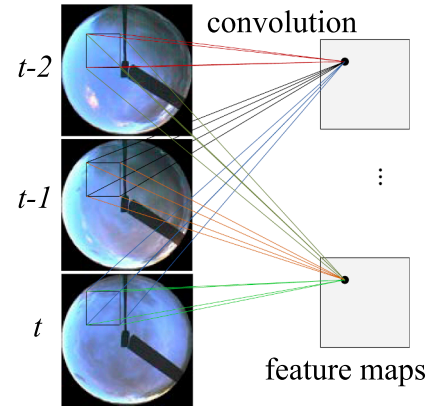 convolution
t-2
⋮
t-1
t
feature maps